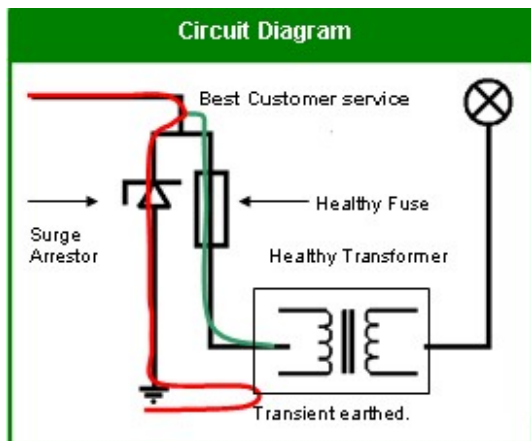 Circuit Diagram
Best Customer service
Healthy Fuse
Surge
Arrestor
Healthy Transformer
Transient earthed.